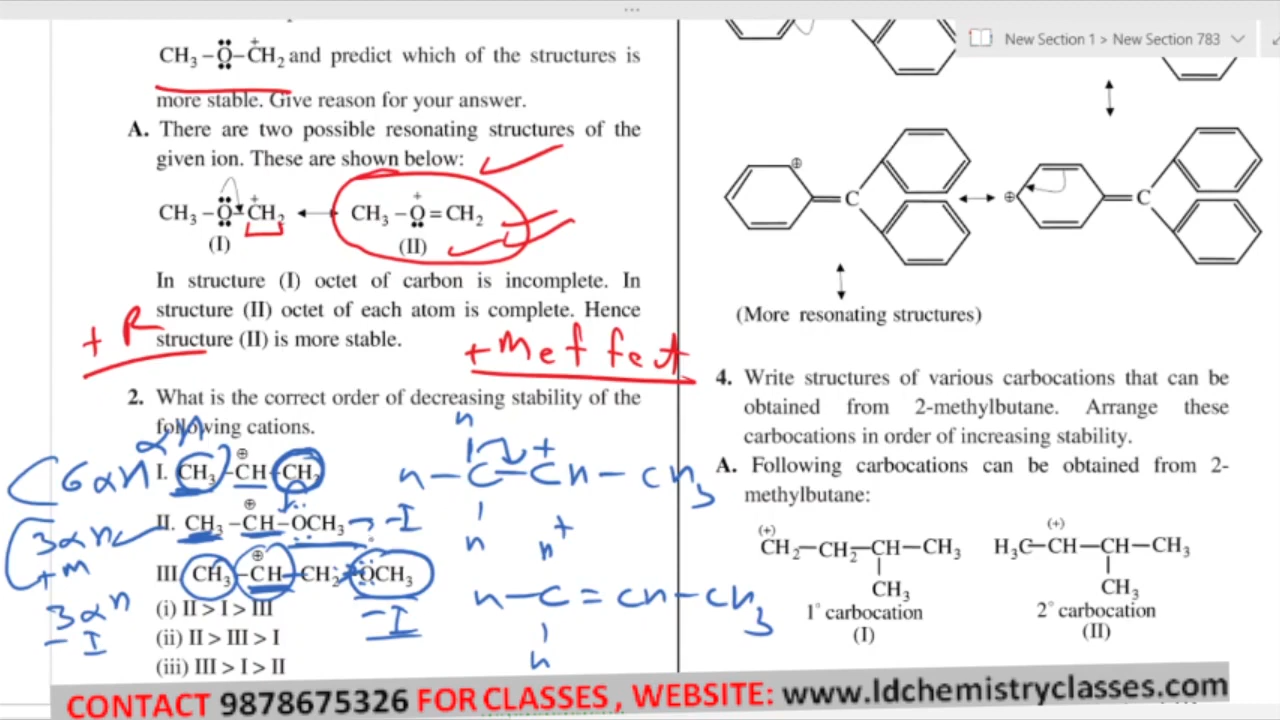 New Section 1 > New Section 783
CH3 – Ö – CH2 and predict which of the structures is
+
more stable. Give reason for your answer.
A. There are two possible resonating structures of the
given ion. These are shown below:
CH3 – O – CH2 ⟷ CH3 – O = CH2
+ +
(I) (II)
In structure (I) octet of carbon is incomplete. In
structure (II) octet of each atom is complete. Hence
structure (II) is more stable.
+ R
+ M effect
2. What is the correct order of decreasing stability of the
following cations.
αH
6αH I. CH3 – CH – CH3
⊕
3αH II. CH3 – CH – OCH3 -I
⊕
+M
III. CH3 – CH – CH2 – OCH3
⊕
3αH
-I
-I
(i) II > I > III
(ii) II > III > I
(iii) III > I > II
H
H – C – CH – CH3
+
H
H+
H – C = CH – CH3
H
⊕ C ⟷ ⊕ C
(More resonating structures)
4. Write structures of various carbocations that can be
obtained from 2-methylbutane. Arrange these
carbocations in order of increasing stability.
A. Following carbocations can be obtained from 2-
methylbutane:
(+) (+)
CH2–CH2–CH–CH3 H3C–CH–CH–CH3
CH3 CH3
1° carbocation 2° carbocation
(I) (II)
CONTACT 9878675326 FOR CLASSES , WEBSITE: www.ldchemistryclasses.com